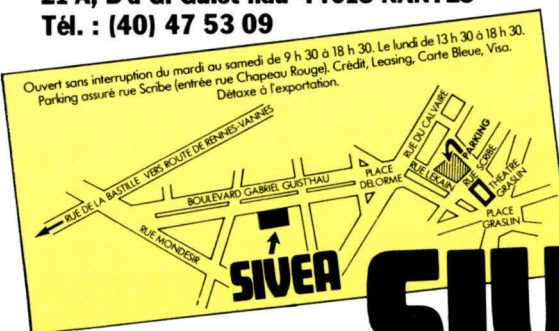 Tél. : (40) 47 53 09
Ouvert sans interruption du mardi au samedi de 9 h 30 à 18 h 30. Le lundi de 13 h 30 à 18 h 30.
Parking assuré rue Scribe (entrée rue Chapeau Rouge). Crédit, Leasing, Carte Bleue, Visa.
Détaxe à l'exportation.
RUE DE LA BASTILLE VERS ROUTE DE RENNES-VANNES
RUE DU CALVAIRE
PARKING
BOULEVARD GABRIEL GUISTHAU
PLACE
DELORME
RUE LEKAIN
RUE SCRIBE
THEATRE
GRASLIN
PLACE
GRASLIN
RUE MONDESIR
SIVEA